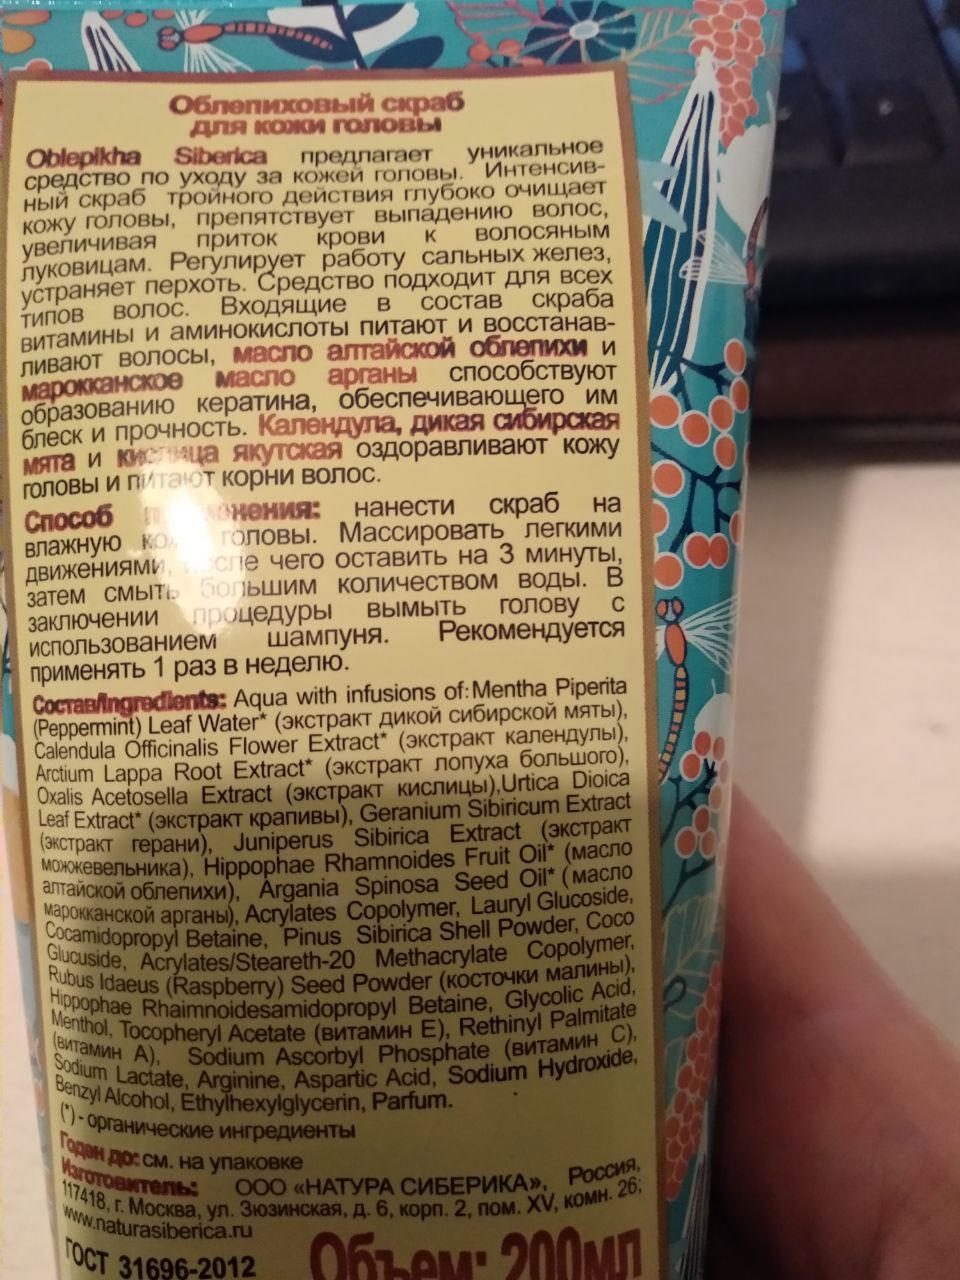 Облепиховый скраб
для кожи головы
Oblepikha Siberica предлагает уникальное
средство по уходу за кожей головы. Интенсив-
ный скраб тройного действия глубоко очищает
кожу головы, препятствует выпадению волос,
увеличивая приток крови к волосяным
луковицам. Регулирует работу сальных желез,
устраняет перхоть. Средство подходит для всех
типов волос. Входящие в состав скраба
витамины и аминокислоты питают и восстанав-
ливают волосы, масло алтайской облепихи и
марокканское масло арганы способствуют
образованию кератина, обеспечивающего им
блеск и прочность. Календула, дикая сибирская
мята и кислица якутская оздоравливают кожу
головы и питают корни волос.
Способ применения: нанести скраб на
влажную кожу головы. Массировать легкими
движениями, после чего оставить на 3 минуты,
затем смыть большим количеством воды. В
заключении процедуры вымыть голову с
использованием шампуня. Рекомендуется
применять 1 раз в неделю.
Состав/Ingredients: Aqua with infusions of: Mentha Piperita
(Peppermint) Leaf Water* (экстракт дикой сибирской мяты),
Calendula Officinalis Flower Extract* (экстракт календулы),
Arctium Lappa Root Extract* (экстракт лопуха большого),
Oxalis Acetosella Extract (экстракт кислицы),Urtica Dioica
Leaf Extract* (экстракт крапивы), Geranium Sibiricum Extract
(экстракт герани), Juniperus Sibirica Extract (экстракт
можжевельника), Hippophae Rhamnoides Fruit Oil* (масло
алтайской облепихи), Argania Spinosa Seed Oil* (масло
марокканской арганы), Acrylates Copolymer, Lauryl Glucoside,
Cocamidopropyl Betaine, Pinus Sibirica Shell Powder, Coco
Glucuside, Acrylates/Steareth-20 Methacrylate Copolymer,
Rubus Idaeus (Raspberry) Seed Powder (косточки малины),
Hippophae Rhaimnoidesamidopropyl Betaine, Glycolic Acid,
Menthol, Tocopheryl Acetate (витамин Е), Rethinyl Palmitate
(витамин А), Sodium Ascorbyl Phosphate (витамин С),
Sodium Lactate, Arginine, Aspartic Acid, Sodium Hydroxide,
Benzyl Alcohol, Ethylhexylglycerin, Parfum.
(*) - органические ингредиенты
Годен до: см. на упаковке
Изготовитель: ООО «НАТУРА СИБЕРИКА», Россия,
117418, г. Москва, ул. Зюзинская, д. 6, корп. 2, пом. XV, комн. 26;
www.naturasiberica.ru
ГОСТ 31696-2012
Объем: 200мл